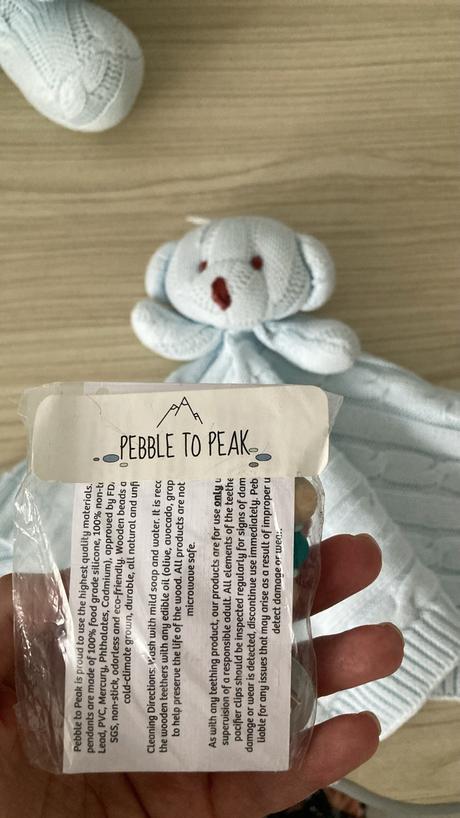 PEBBLE TO PEAK
Pebble to Peak is proud to use the highest quality materials.
pendants are made of 100% food grade silicone, 100% non-t
Lead, PVC, Mercury, Phthalates, Cadmium), approved by FD
SGS, non-stick, odorless and eco-friendly. Wooden beads a
cold-climate grown, durable, all natural and unfi
Cleaning Directions: Wash with mild soap and water. It is rec
the wooden teethers with any edible oil (olive, avocado, grap
to help preserve the life of the wood. All products are not
microwave safe.
As with any teething product, our products are for use only u
supervision of a responsible adult. All elements of the teethe
pacifier clips should be inspected regularly for signs of dam
damage or wear is detected, discontinue use immediately. Peb
liable for any issues that may arise as a result of improper u
detect damage or wear.